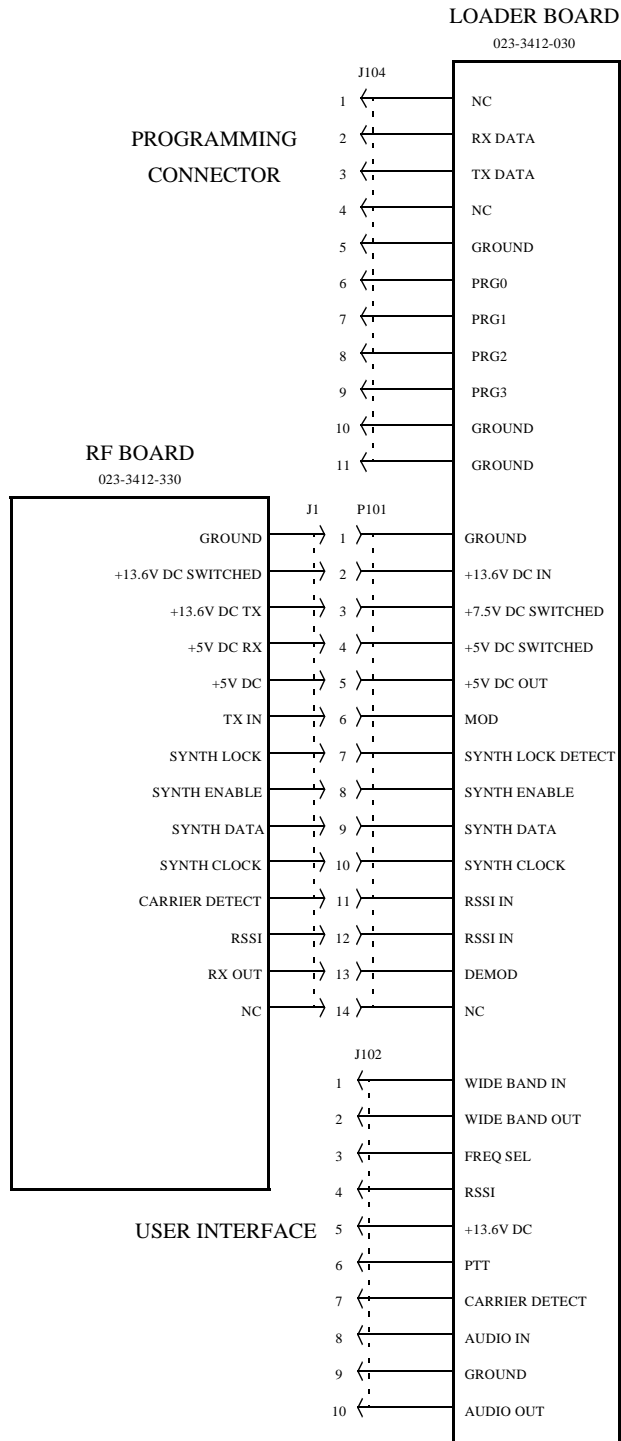 LOADER BOARD
023-3412-030
J104
1 NC
PROGRAMMING 2 RX DATA
CONNECTOR 3 TX DATA
4 NC
5 GROUND
6 PRG0
7 PRG1
8 PRG2
9 PRG3
10 GROUND
11 GROUND
RF BOARD
023-3412-330
J1 P101
GROUND 1 GROUND
+13.6V DC SWITCHED 2 +13.6V DC IN
+13.6V DC TX 3 +7.5V DC SWITCHED
+5V DC RX 4 +5V DC SWITCHED
+5V DC 5 +5V DC OUT
TX IN 6 MOD
SYNTH LOCK 7 SYNTH LOCK DETECT
SYNTH ENABLE 8 SYNTH ENABLE
SYNTH DATA 9 SYNTH DATA
SYNTH CLOCK 10 SYNTH CLOCK
CARRIER DETECT 11 RSSI IN
RSSI 12 RSSI IN
RX OUT 13 DEMOD
NC 14 NC
J102
1 WIDE BAND IN
2 WIDE BAND OUT
3 FREQ SEL
4 RSSI
USER INTERFACE 5 +13.6V DC
6 PTT
7 CARRIER DETECT
8 AUDIO IN
9 GROUND
10 AUDIO OUT